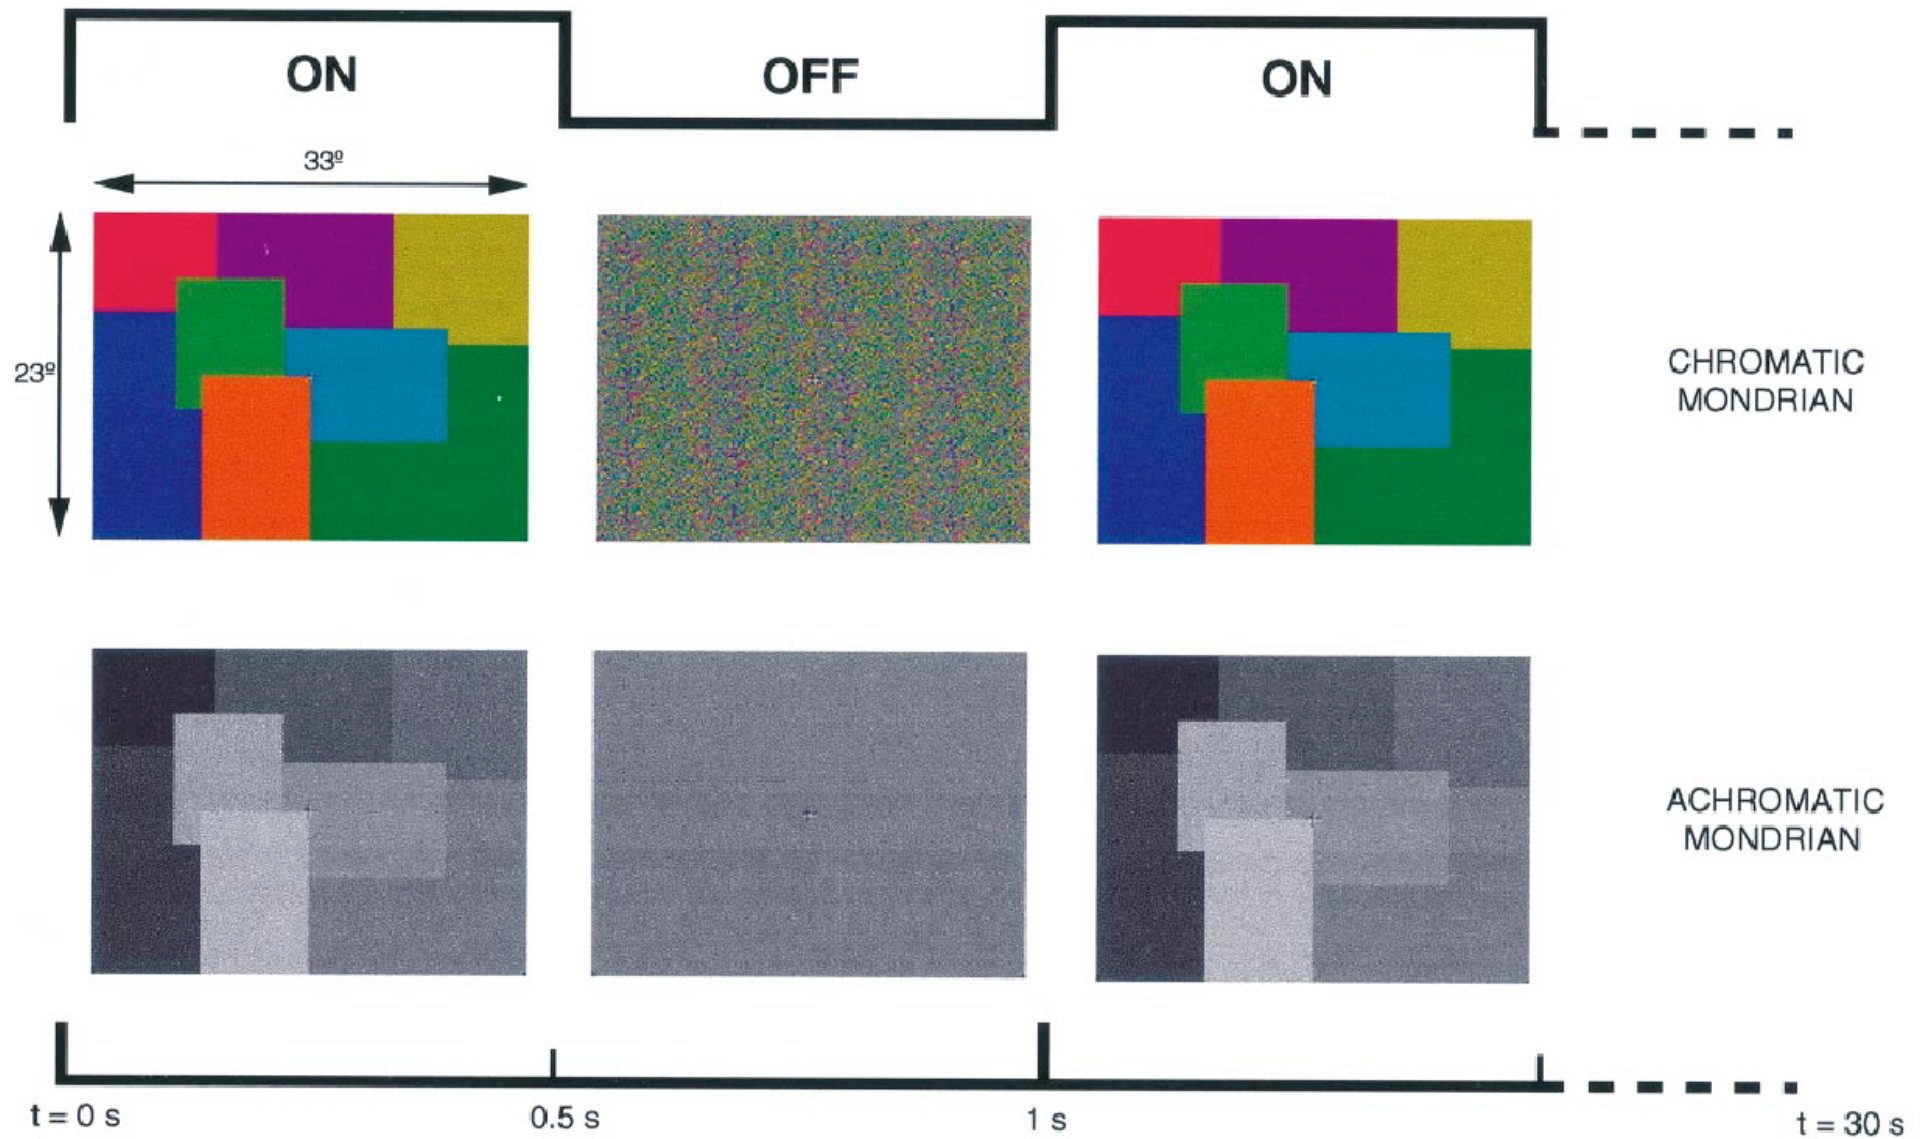 ON
OFF
ON
33º
23º
CHROMATIC
MONDRIAN
ACHROMATIC
MONDRIAN
t = 0 s
0.5 s
1 s
t = 30 s